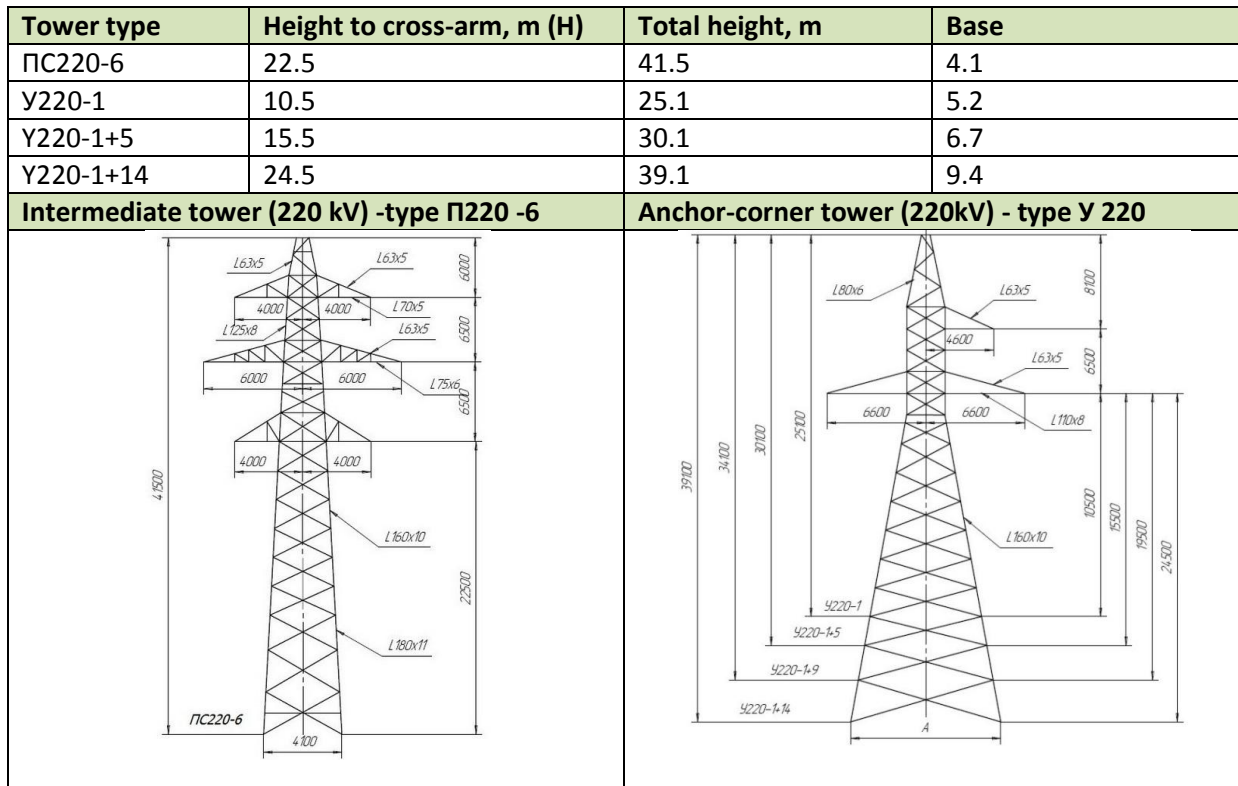 Tower type Height to cross-arm, m (H) Total height, m Base
ПС220-6 22.5 41.5 4.1
У220-1 10.5 25.1 5.2
Y220-1+5 15.5 30.1 6.7
Y220-1+14 24.5 39.1 9.4
Intermediate tower (220 kV) -type П220 -6 Anchor-corner tower (220kV) - type У 220
L63x5
L63x5
6000
4000 4000
L70x5
L125x8
L63x5
6500
6000 6000
L75x6
6500
4000 4000
41500
L160x10
22500
L180x11
ПС220-6
4100
L80x6
L63x5
8100
4600
L63x5
6500
6600 6600
L110x8
25100
30100
34100
39100
10500
15500
19500
24500
L160x10
У220-1
У220-1+5
У220-1+9
У220-1+14
A